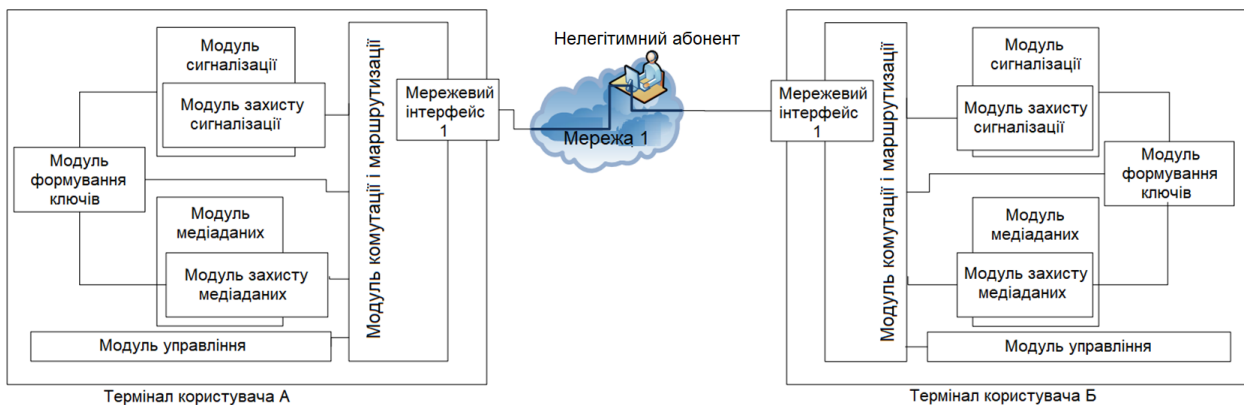 Модуль
сигналізації
Модуль захисту
сигналізації
Модуль
формування
ключів
Модуль
медіаданих
Модуль захисту
медіаданих
Модуль управління
Модуль комутації і маршрутизації
Мережевий
інтерфейс
1
Термінал користувача А
Нелегітимний абонент
Мережа 1
Мережевий
інтерфейс
1
Модуль комутації і маршрутизації
Модуль
сигналізації
Модуль захисту
сигналізації
Модуль
формування
ключів
Модуль
медіаданих
Модуль захисту
медіаданих
Модуль управління
Термінал користувача Б